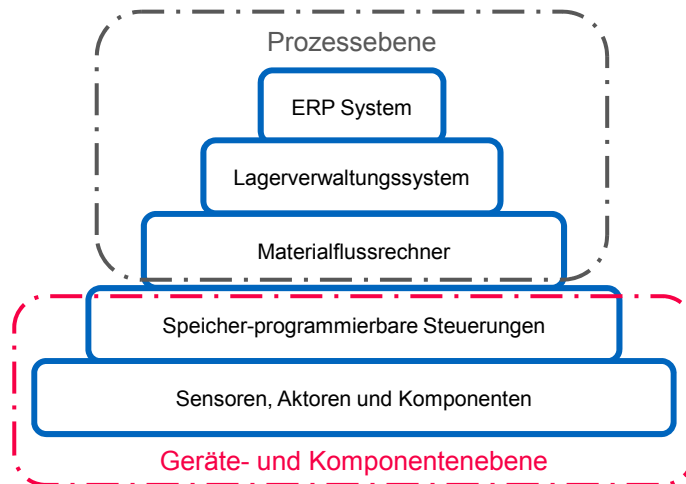 Prozessebene
ERP System
Lagerverwaltungssystem
Materialflussrechner
Speicher-programmierbare Steuerungen
Sensoren, Aktoren und Komponenten
Geräte- und Komponentenebene